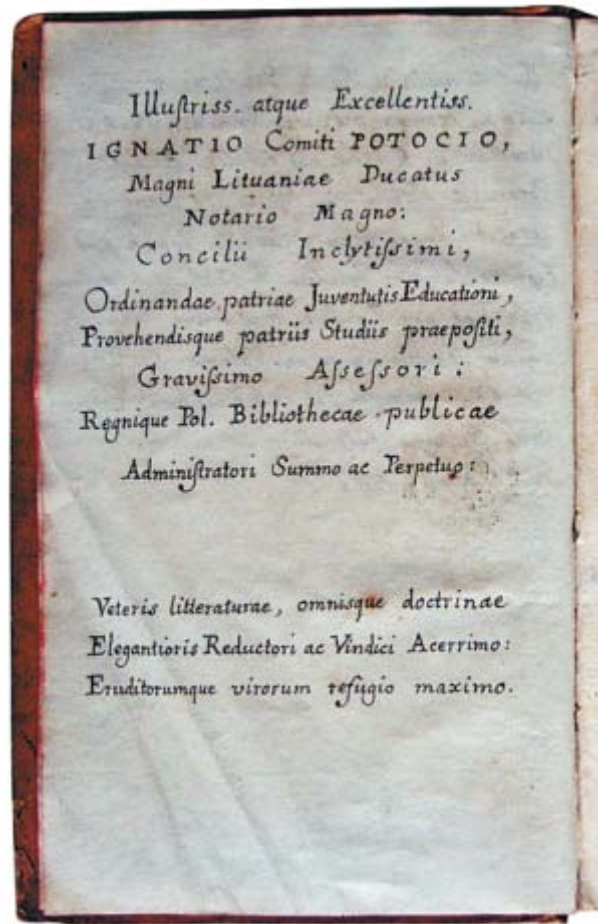 Illuſtriss. atque Excellentiss.
IGNATIO Comiti POTOCIO,
Magni Lituaniae Ducatus
Notario Magno:
Concilii Inclytiſsimi,
Ordinandae patriae Juventutis Educationi,
Provehendisque patriis Studiis praepoſiti,
Graviſsimo Aſseſsori:
Regnique Pol. Bibliothecae publicae
Adminiſtratori Summo ac Perpetuo:
Veteris litteraturae, omnisque doctrinae
Elegantioris Reductori ac Vindici Acerrimo:
Eruditorumque virorum refugio maximo.